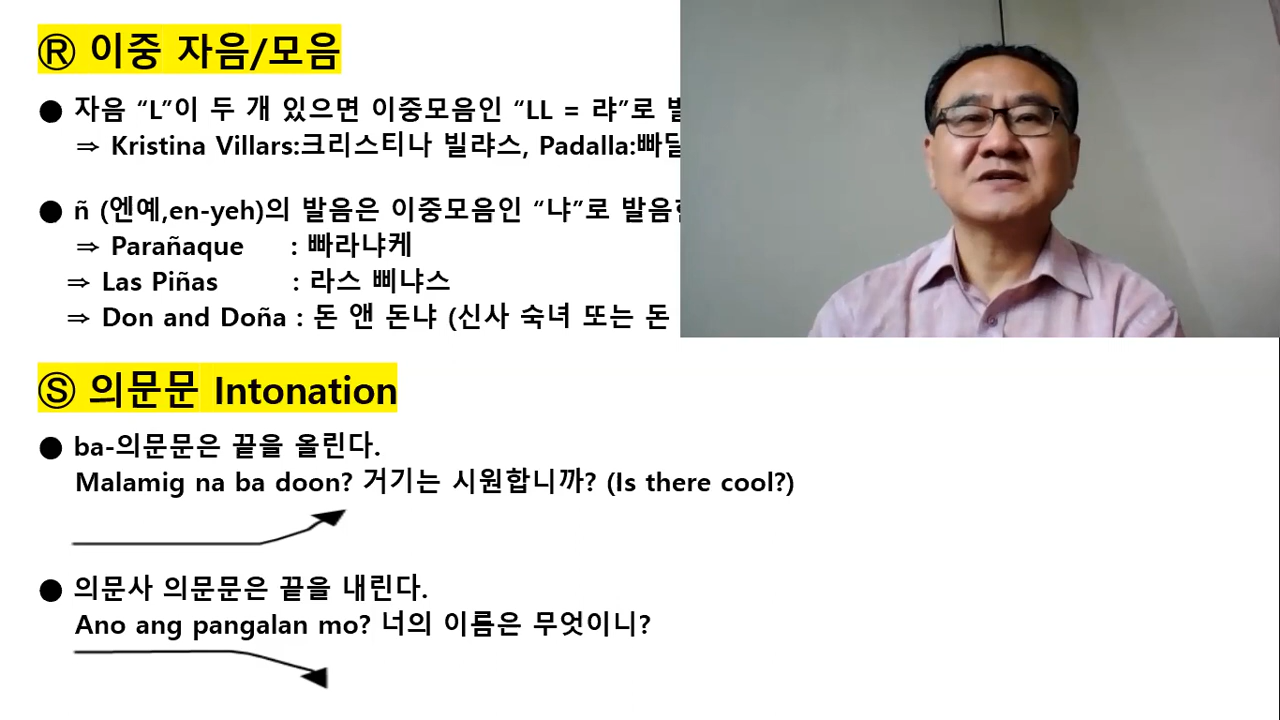 Ⓡ 이중 자음/모음
● 자음 “L”이 두 개 있으면 이중모음인 “LL = 랴”로
⇒ Kristina Villars:크리스티나 빌랴스, Padalla:
● ñ (엔예,en-yeh)의 발음은 이중모음인 “냐”로
⇒ Parañaque : 빠라냐케
⇒ Las Piñas : 라스 삐냐스
⇒ Don and Doña : 돈 앤 돈냐 (신사 숙녀 또는 돈
Ⓢ 의문문 Intonation
● ba-의문문은 끝을 올린다.
Malamig na ba doon? 거기는 시원합니까? (Is there cool?)
● 의문사 의문문은 끝을 내린다.
Ano ang pangalan mo? 너의 이름은 무엇이니?